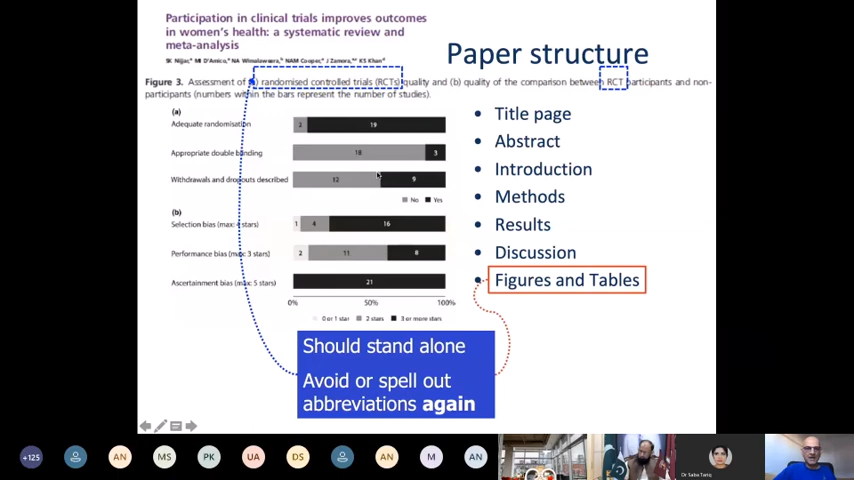 Participation in clinical trials improves outcomes
in women's health: a systematic review and
meta-analysis
Paper structure
Figure 3. Assessment of (a) randomised controlled trials (RCTs) quality and (b) quality of the comparison between RCT participants and non-
participants (numbers within the bars represent the number of studies).
(a)
Adequate randomisation 2 19
Appropriate double blinding 18 3
Withdrawals and dropouts described 12 9
No Yes
(b)
Selection bias (max: stars) 1 4 16
Performance bias (max: 3 stars) 2 11 8
Ascertainment bias (max: 5 stars) 21
0% 50% 100%
0 or 1 star 2 stars 3 or more stars
• Title page
• Abstract
• Introduction
• Methods
• Results
• Discussion
• Figures and Tables
Should stand alone
Avoid or spell out
abbreviations again
+125 AN MS PK UA DS AN M AN
Dr Saba Tariq